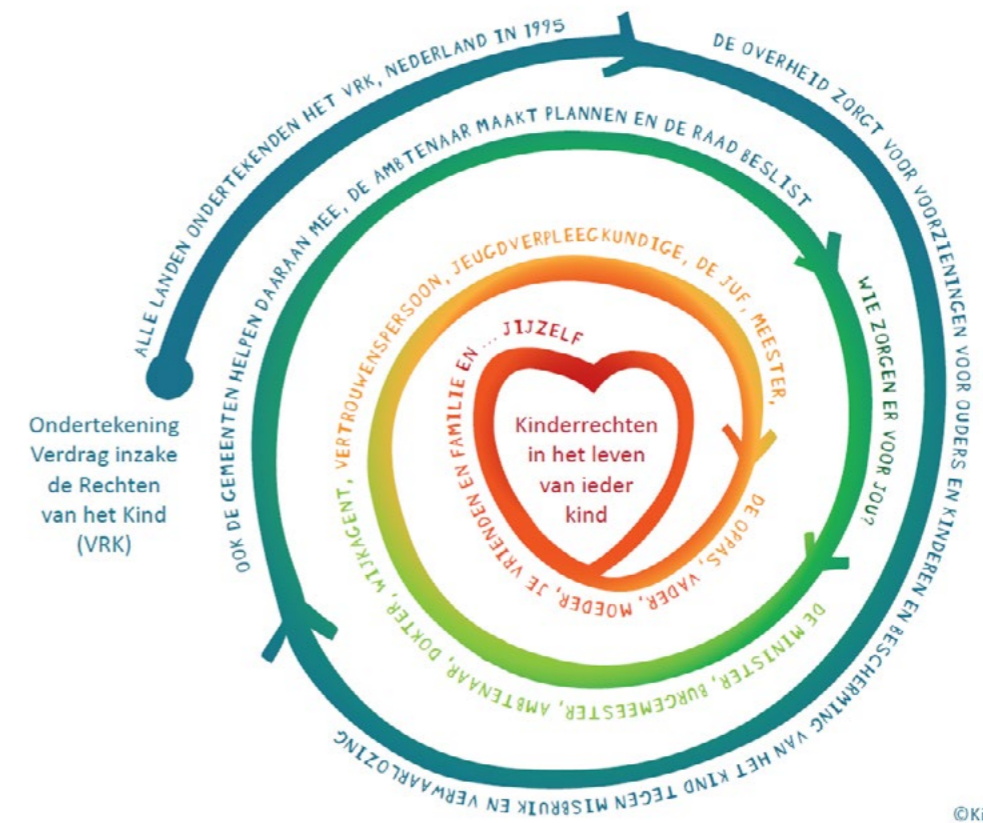 Ondertekening
Verdrag inzake
de Rechten
van het Kind
(VRK)
ALLE LANDEN ONDERTEKENDEN HET VRK, NEDERLAND IN 1995
DE OVERHEID ZORGT VOOR VOORZIENINGEN VOOR OUDERS EN KINDEREN EN BESCHERMING VAN HET KIND TEGEN MISBRUIK EN VERWAARLOZING
OOK DE GEMEENTEN HELPEN DAARAAN MEE, DE AMBTENAAR MAAKT PLANNEN EN DE RAAD BESLIST
WIE ZORGEN ER VOOR JOU?
DE MINISTER, BURGEMEESTER, AMBTENAAR, DOKTER, WIJKAGENT, VERTROUWENSPERSOON, JEUGDVERPLEEGKUNDIGE, DE JUF, MEESTER,
DE OPPAS, VADER, MOEDER, JE VRIENDEN EN FAMILIE EN ... JIJZELF
Kinderrechten
in het leven
van ieder
kind
©Ki